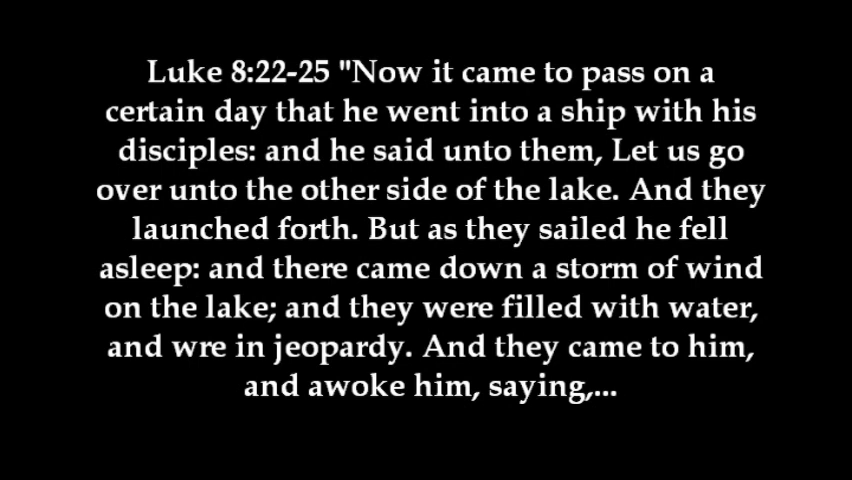 Luke 8:22-25 "Now it came to pass on a
certain day that he went into a ship with his
disciples: and he said unto them, Let us go
over unto the other side of the lake. And they
launched forth. But as they sailed he fell
asleep: and there came down a storm of wind
on the lake; and they were filled with water,
and wre in jeopardy. And they came to him,
and awoke him, saying,...